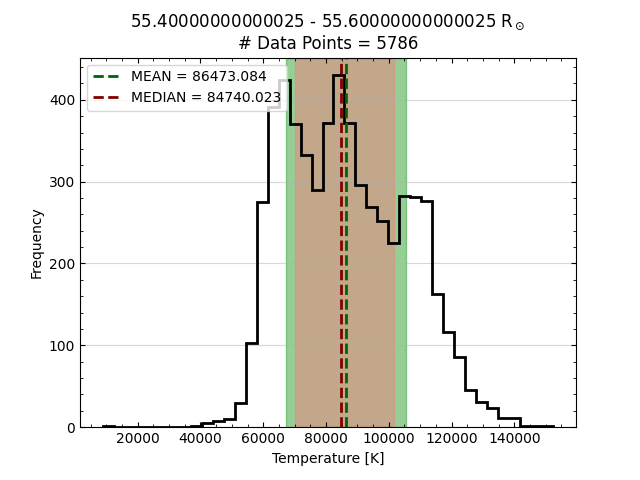 55.40000000000025 - 55.60000000000025 R⊙
# Data Points = 5786
MEAN = 86473.084
MEDIAN = 84740.023
400
300
200
100
0
Frequency
20000 40000 60000 80000 100000 120000 140000
Temperature [K]